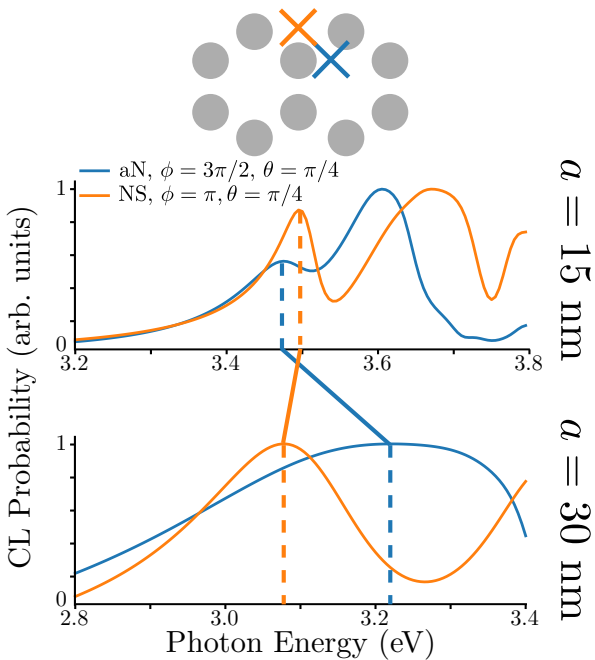 aN, ϕ = 3π/2, θ = π/4
NS, ϕ = π, θ = π/4
1
0
3.2 3.4 3.6 3.8
a = 15 nm
CL Probability (arb. units)
1
0
2.8 3.0 3.2 3.4
a = 30 nm
Photon Energy (eV)